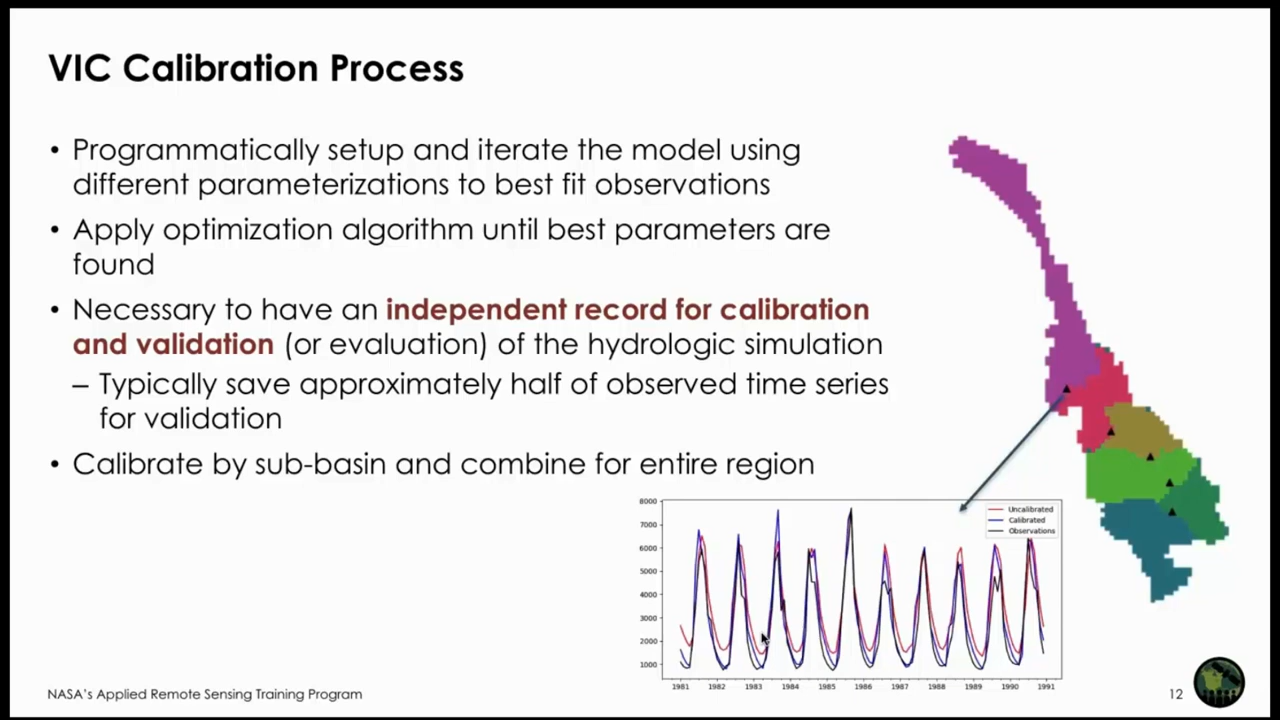 VIC Calibration Process
• Programmatically setup and iterate the model using
different parameterizations to best fit observations
• Apply optimization algorithm until best parameters are
found
• Necessary to have an independent record for calibration
and validation (or evaluation) of the hydrologic simulation
– Typically save approximately half of observed time series
for validation
• Calibrate by sub-basin and combine for entire region
8000
7000
6000
5000
4000
3000
2000
1000
Uncalibrated
Calibrated
Observations
1981 1982 1983 1984 1985 1986 1987 1988 1989 1990 1991
NASA's Applied Remote Sensing Training Program
12